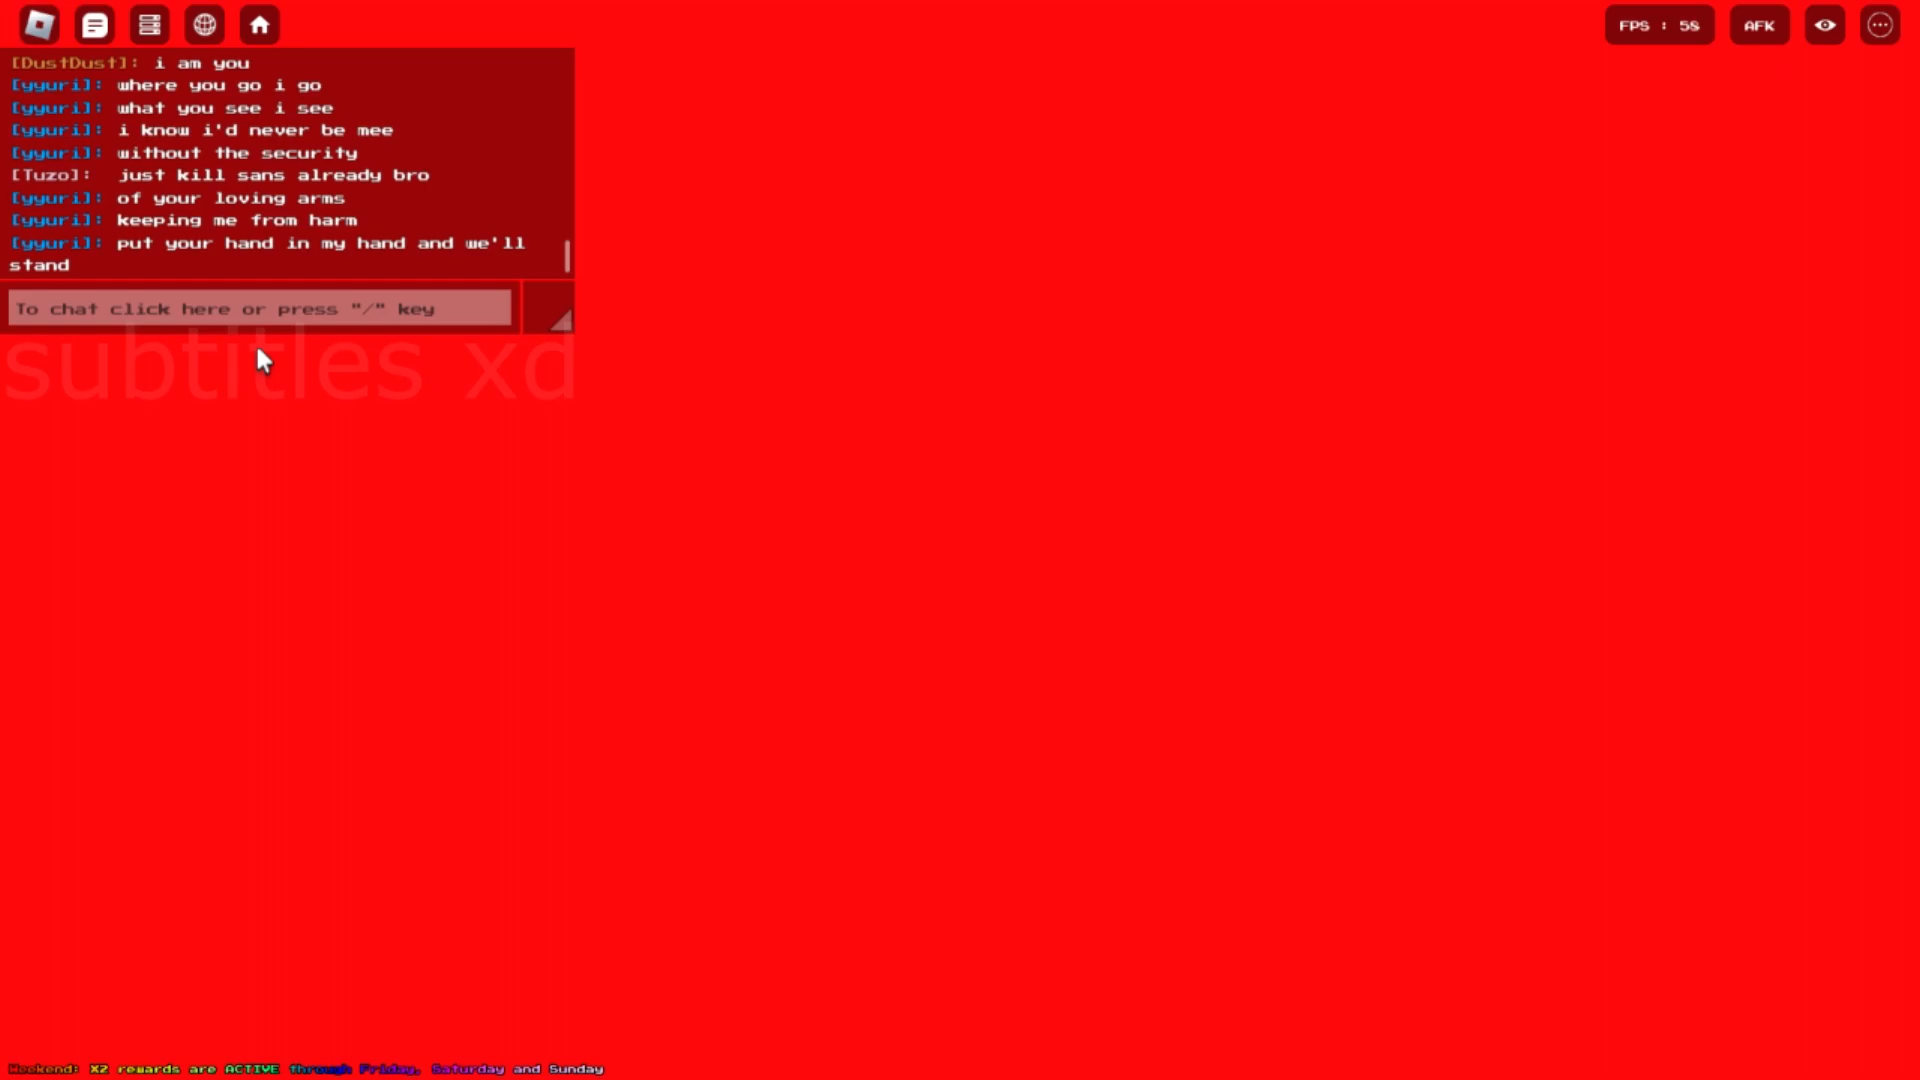 FPS : 58
AFK
[DustDust]: i am you
[yyuri]: where you go i go
[yyuri]: what you see i see
[yyuri]: i know i'd never be mee
[yyuri]: without the security
[Tuzo]: just kill sans already bro
[yyuri]: of your loving arms
[yyuri]: keeping me from harm
[yyuri]: put your hand in my hand and we'll
stand
To chat click here or press "/" key
subtitles xd
Weekend: X2 rewards are ACTIVE through Friday, Saturday and Sunday